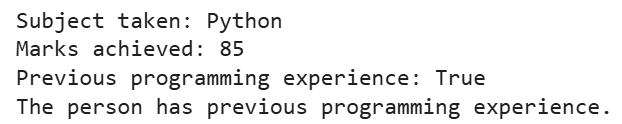 Subject taken: Python
Marks achieved: 85
Previous programming experience: True
The person has previous programming experience.